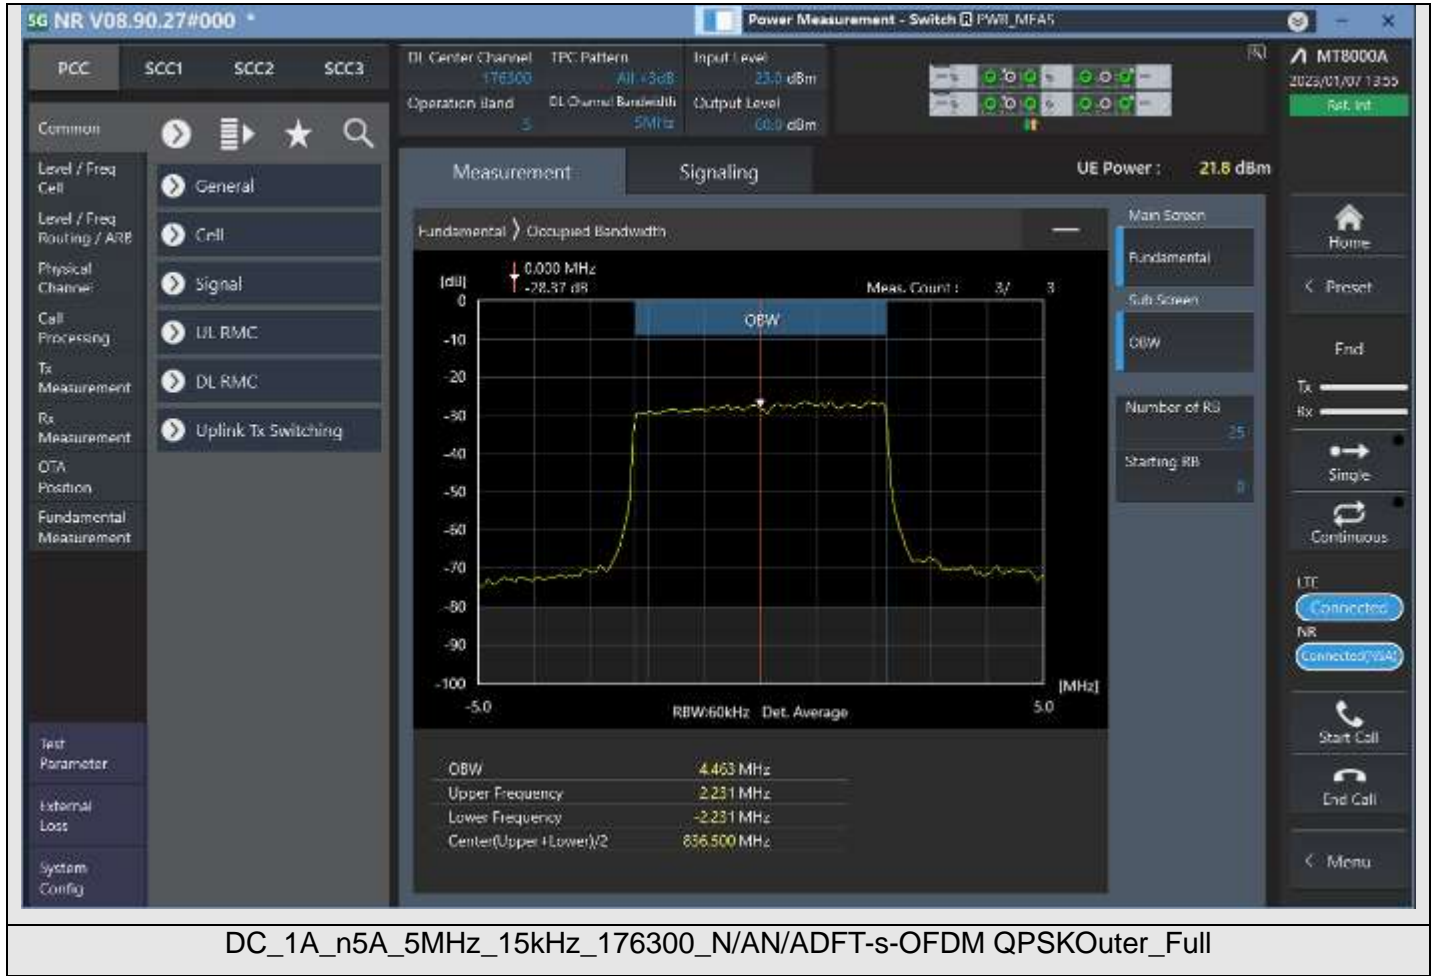 5G NR V08.90.27#000 *
Power Measurement - Switch R PWR_MEAS
PCC SCC1 SCC2 SCC3
DL Center Channel TPC Pattern Input Level
176300 All +3dB 23.0 dBm
Operation Band DL Channel Bandwidth Output Level
5 5MHz dBm
MT8000A
2023/01/07 13:55
Ref. Int
Common
Level / Freq
Cell
Level / Freq
Routing / ARB
Physical
Channel
Call
Processing
Tx
Measurement
Rx
Measurement
OTA
Position
Fundamental
Measurement
Test
Parameter
External
Loss
System
Config
General
Cell
Signal
UL RMC
DL RMC
Uplink Tx Switching
Measurement Signaling
UE Power : 21.8 dBm
Fundamental > Occupied Bandwidth
[dB] 0.000 MHz
-28.37 dB Meas. Count : 3/ 3
OBW
0
-10
-20
-30
-40
-50
-60
-70
-80
-90
-100
[MHz]
-5.0 RBW:60kHz Det. Average 5.0
OBW 4.463 MHz
Upper Frequency 2.231 MHz
Lower Frequency -2.231 MHz
Center(Upper+Lower)/2 836.500 MHz
Main Screen
Fundamental
Sub Screen
OBW
Number of RB
25
Starting RB
0
Home
< Preset
End
Tx
Rx
Single
Continuous
LTE
Connected
NR
Connected(NSA)
Start Call
End Call
< Menu
DC_1A_n5A_5MHz_15kHz_176300_N/AN/ADFT-s-OFDM QPSKOuter_Full